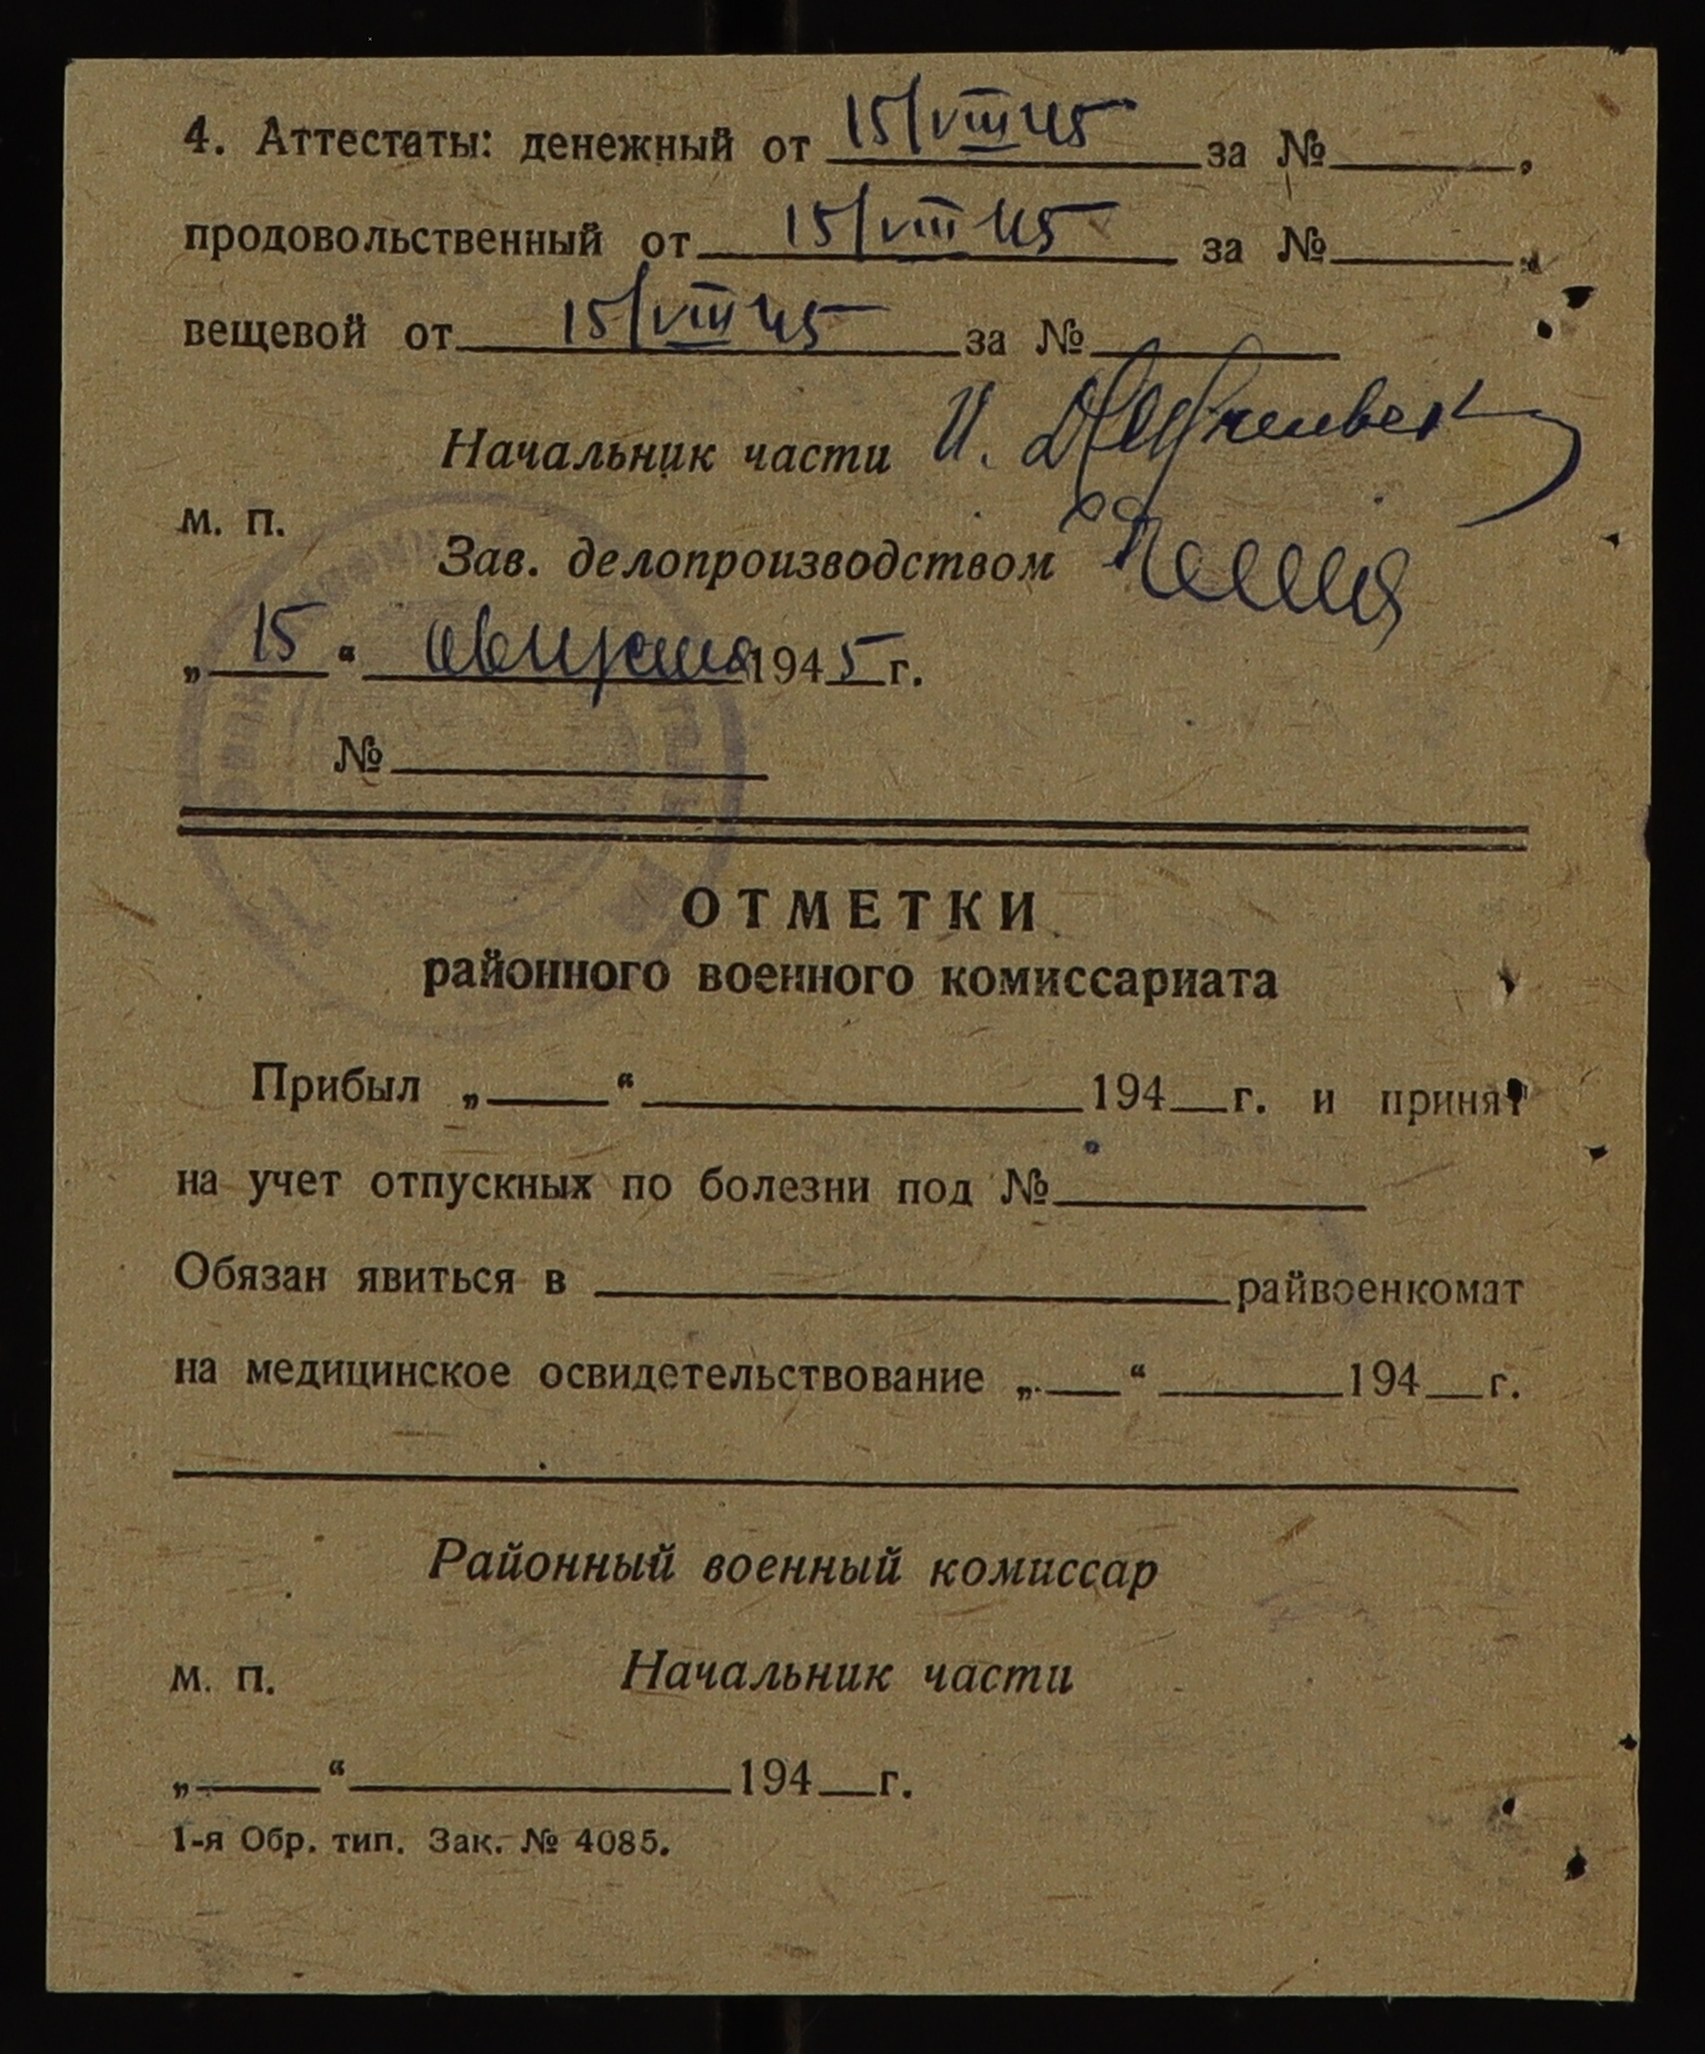 4. Аттестаты: денежный от 15/VIII 45 за № ,
продовольственный от 15/VIII 45 за № ,
вещевой от 15/VIII 45 за №
Начальник части И.
м. п.
Зав. делопроизводством
„ 15 “ августа 1945 г.
№
ОТМЕТКИ
районного военного комиссариата
Прибыл „ “ 194 г. и принят
на учет отпускных по болезни под №
Обязан явиться в райвоенкомат
на медицинское освидетельствование „ “ 194 г.
Районный военный комиссар
м. п. Начальник части
„ “ 194 г.
1-я Обр. тип. Зак. № 4085.